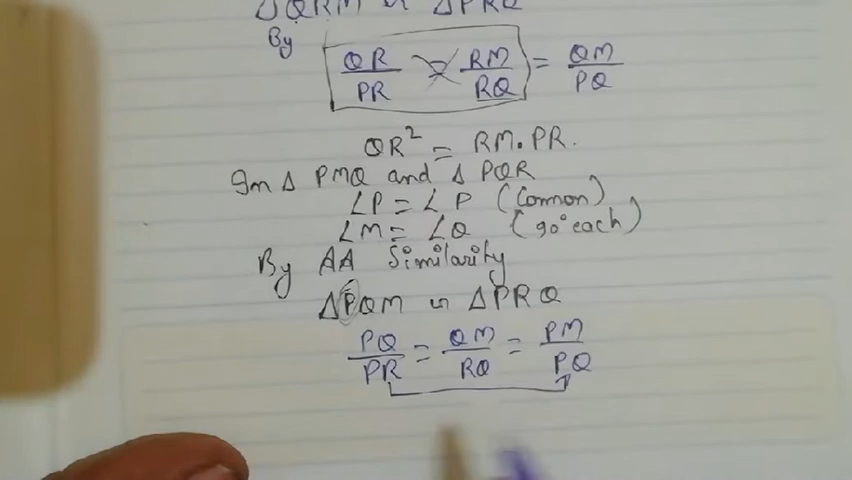 ΔQRM ~ ΔPRQ
By
QR/PR = RM/RQ = QM/PQ
QR² = RM.PR.
In Δ PMQ and Δ PQR
∠P = ∠P (Common)
∠M = ∠Q (90° each)
By AA Similarity
ΔPQM ~ ΔPRQ
PQ/PR = QM/RQ = PM/PQ